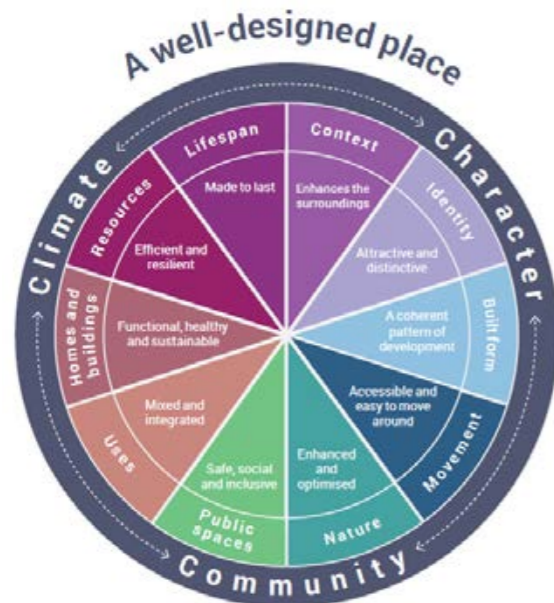 A well-designed place
Climate
Character
Community
Context
Enhances the
surroundings
Identity
Attractive and
distinctive
Built form
A coherent
pattern of
development
Movement
Accessible and
easy to move
around
Nature
Enhanced
and
optimised
Public
spaces
Safe, social
and inclusive
Uses
Mixed and
integrated
Homes and
buildings
Functional, healthy
and sustainable
Resources
Efficient and
resilient
Lifespan
Made to last